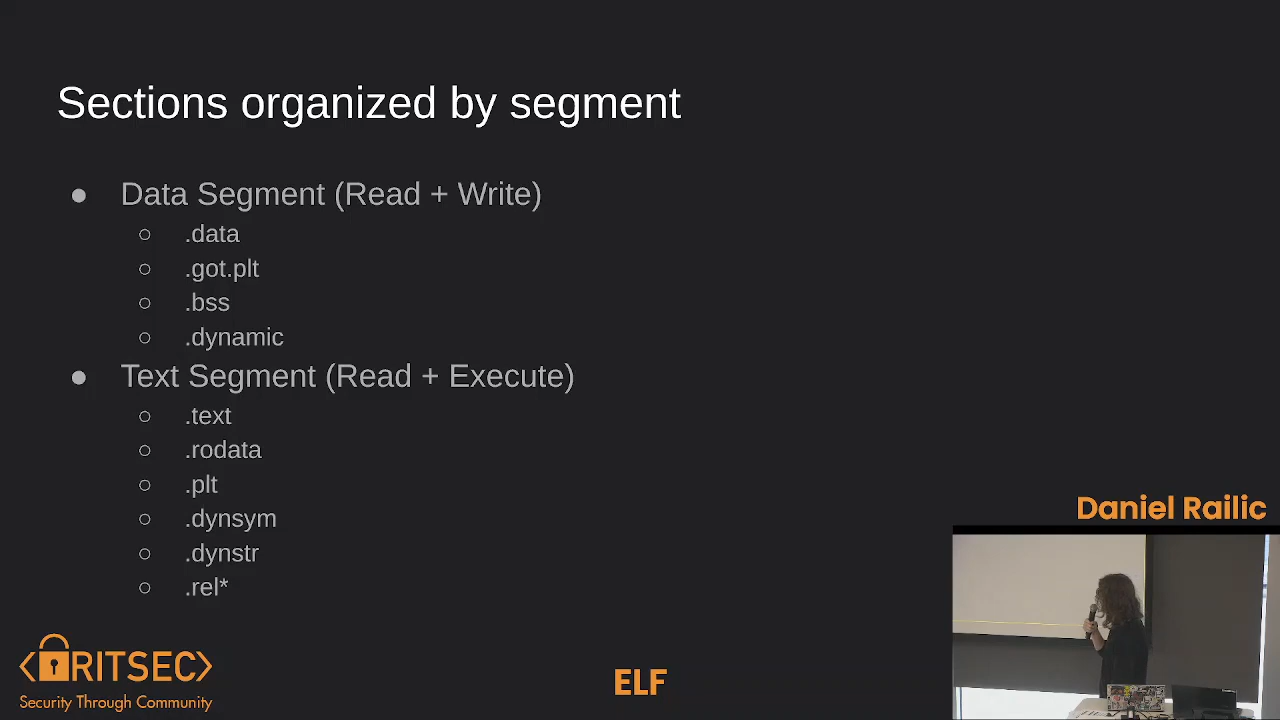 Sections organized by segment
● Data Segment (Read + Write)
○ .data
○ .got.plt
○ .bss
○ .dynamic
● Text Segment (Read + Execute)
○ .text
○ .rodata
○ .plt
○ .dynsym
○ .dynstr
○ .rel*
Daniel Railic
RITSEC
Security Through Community
ELF